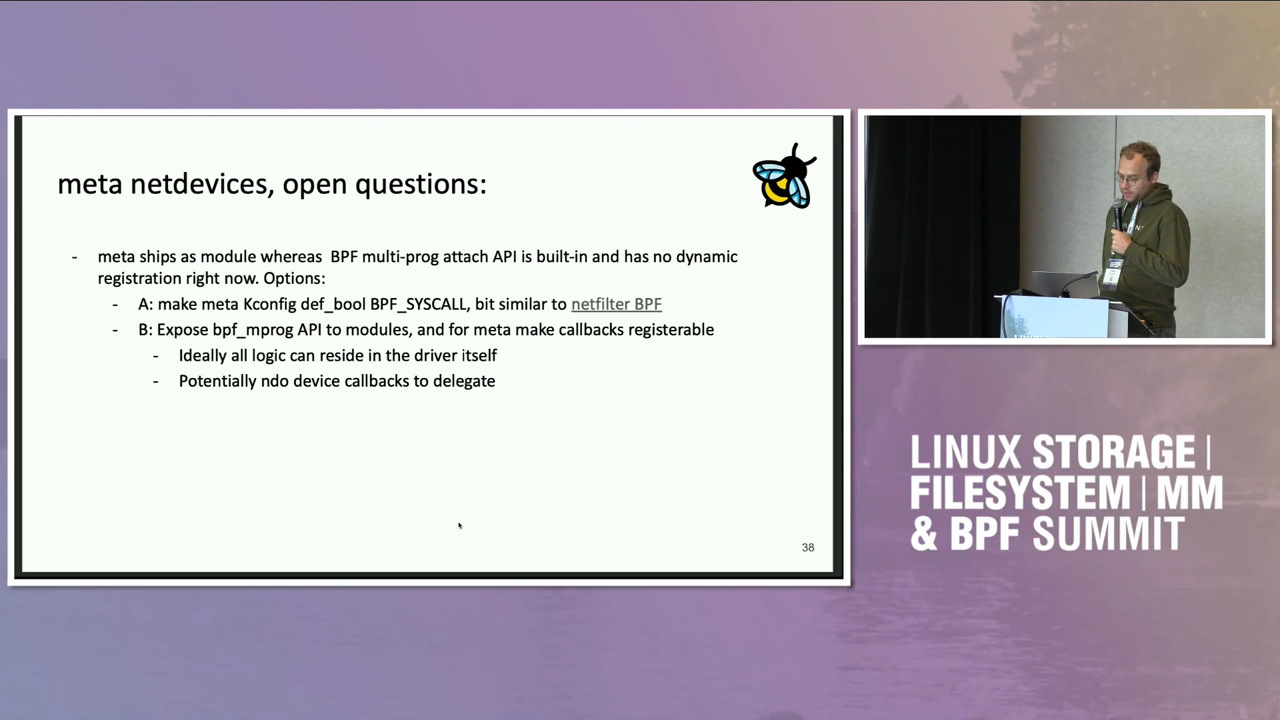 meta netdevices, open questions:
- meta ships as module whereas BPF multi-prog attach API is built-in and has no dynamic
registration right now. Options:
- A: make meta Kconfig def_bool BPF_SYSCALL, bit similar to netfilter BPF
- B: Expose bpf_mprog API to modules, and for meta make callbacks registerable
- Ideally all logic can reside in the driver itself
- Potentially ndo device callbacks to delegate
38
LINUX STORAGE |
FILESYSTEM | MM
& BPF SUMMIT